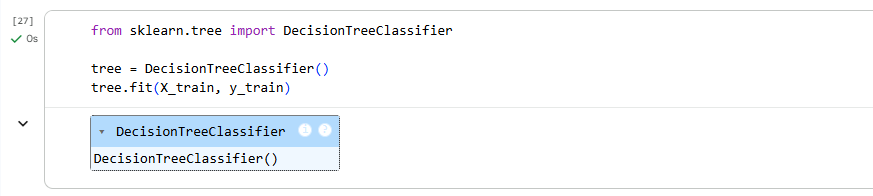 [27]
0s
from sklearn.tree import DecisionTreeClassifier
tree = DecisionTreeClassifier()
tree.fit(X_train, y_train)
DecisionTreeClassifier i ?
DecisionTreeClassifier()